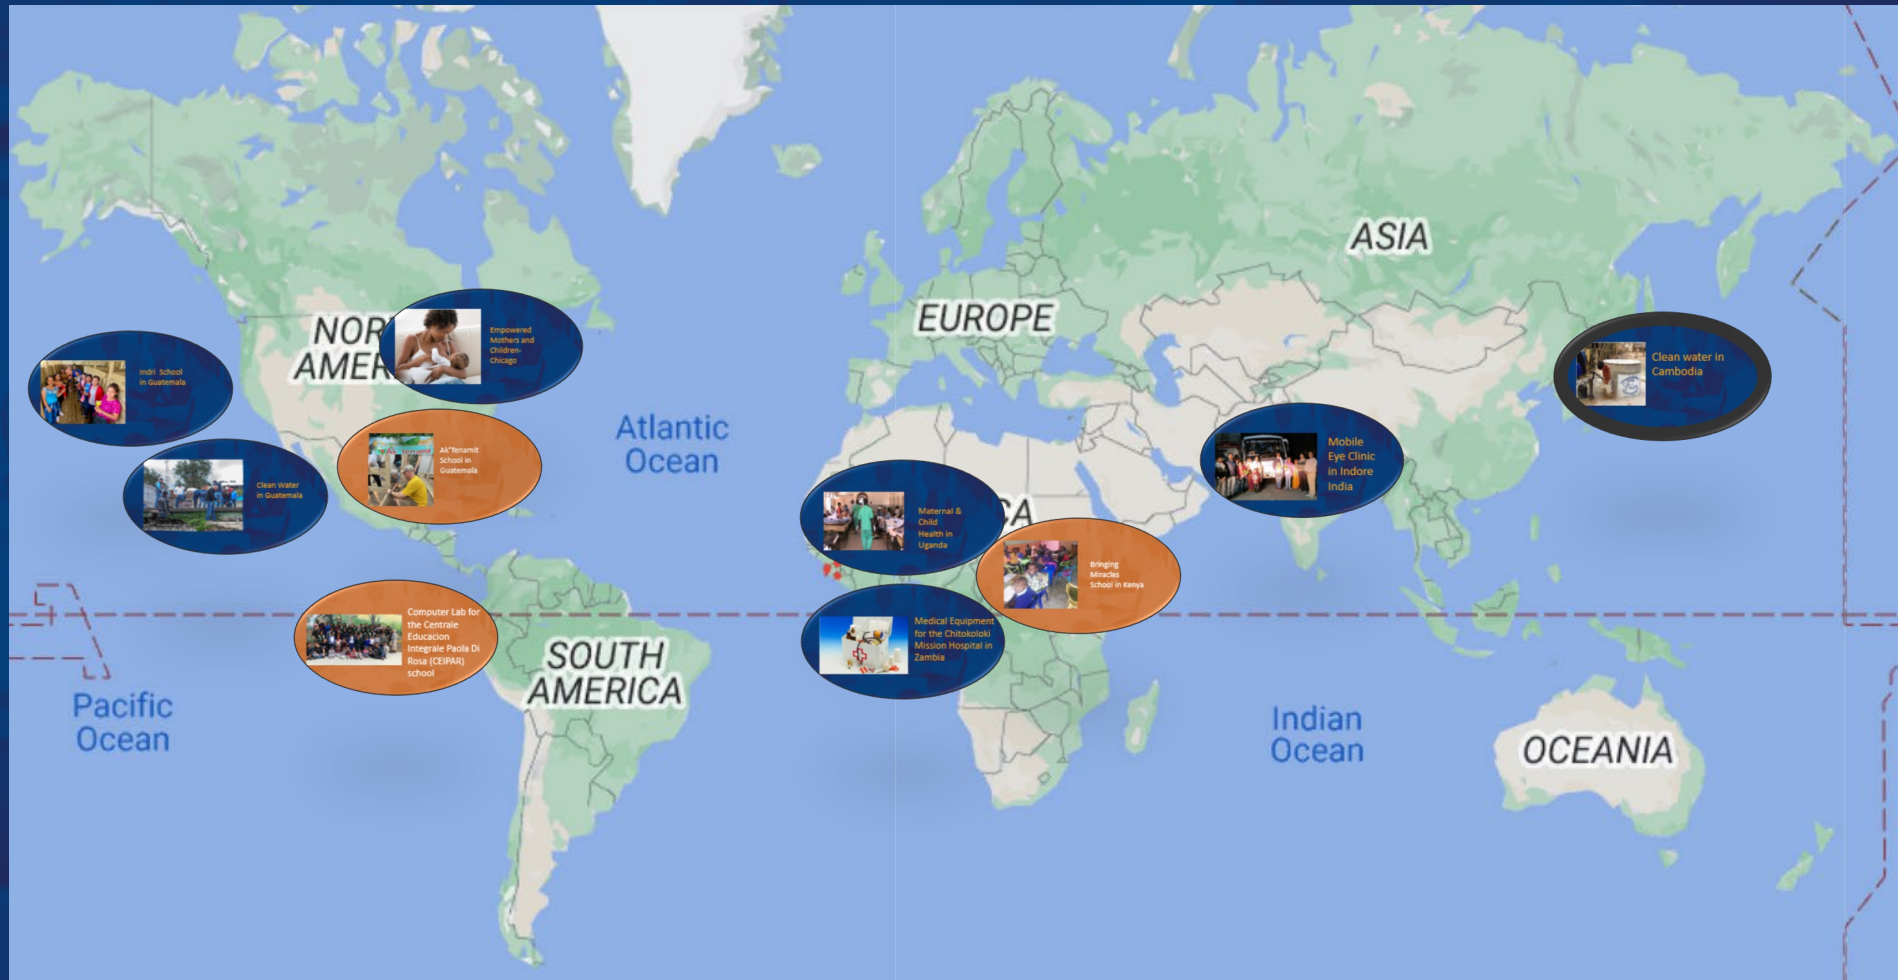 ASIA
EUROPE
NOR
AMER
Empowered
Mothers and
Children-
Chicago
Indri School
in Guatemala
Clean water in
Cambodia
Atlantic
Ocean
Ak'Tenamit
School in
Guatemala
Mobile
Eye Clinic
in Indore
India
Clean Water
in Guatemala
CA
Maternal &
Child
Health in
Uganda
Bringing
Miracles
School in Kenya
Computer Lab for
the Centrale
Educacion
Integrale Paola Di
Rosa (CEIPAR)
school
Medical Equipment
for the Chitokoloki
Mission Hospital in
Zambia
SOUTH
AMERICA
Pacific
Ocean
Indian
Ocean
OCEANIA